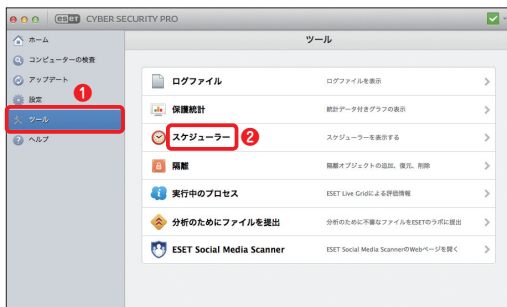 eset CYBER SECURITY PRO
ホーム
コンピューターの検査
アップデート
設定
ツール
ヘルプ
1
ツール
ログファイル ログファイルを表示
保護統計 統計データ付きグラフの表示
スケジューラー 2 スケジューラーを表示する
隔離 隔離オブジェクトの追加、復元、削除
実行中のプロセス ESET Live Gridによる評価情報
分析のためにファイルを提出 分析のために不審なファイルをESETのラボに提出
ESET Social Media Scanner ESET Social Media ScannerのWebページを開く